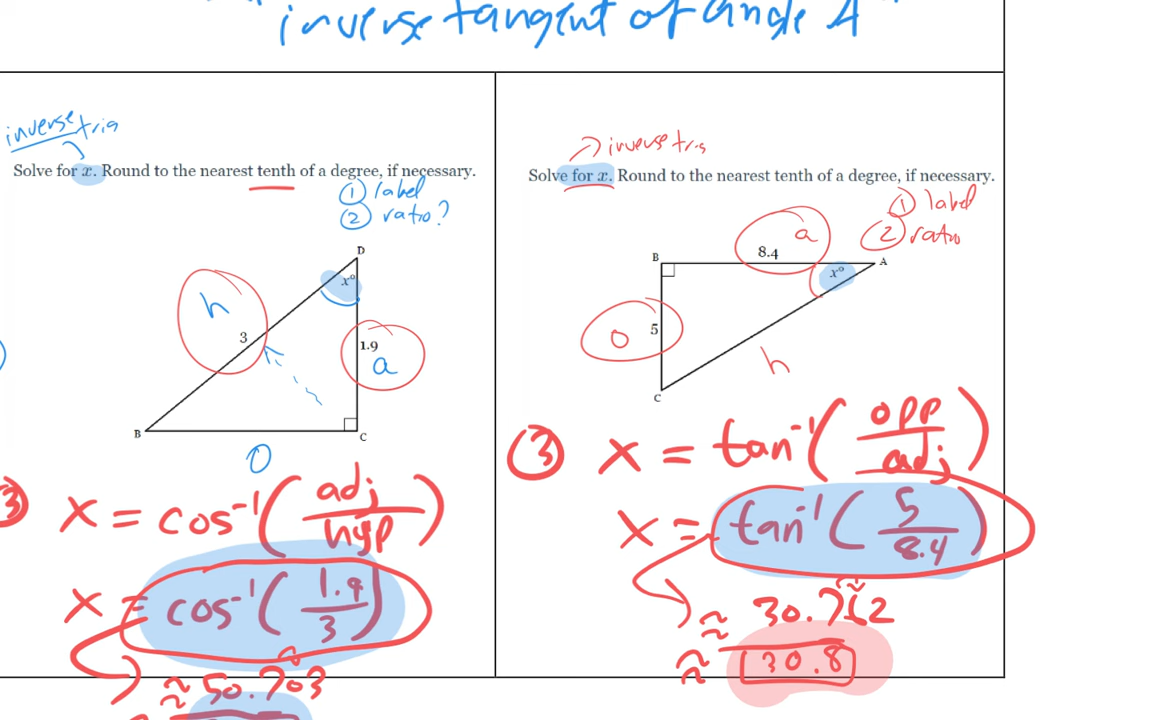 inverse tangent of angle A "
inverse trig
Solve for x. Round to the nearest tenth of a degree, if necessary.
① label
② ratio?
D
x°
h
3
1.9
a
B
C
O
③ x = cos⁻¹(adj/hyp)
x = cos⁻¹(1.9/3)
≈ 50.703
inverse trig
Solve for x. Round to the nearest tenth of a degree, if necessary.
① label
② ratio
a
8.4
B
A
x°
O
5
h
C
③ x = tan⁻¹(opp/adj)
x = tan⁻¹(5/8.4)
≈ 30.762
≈ 30.8